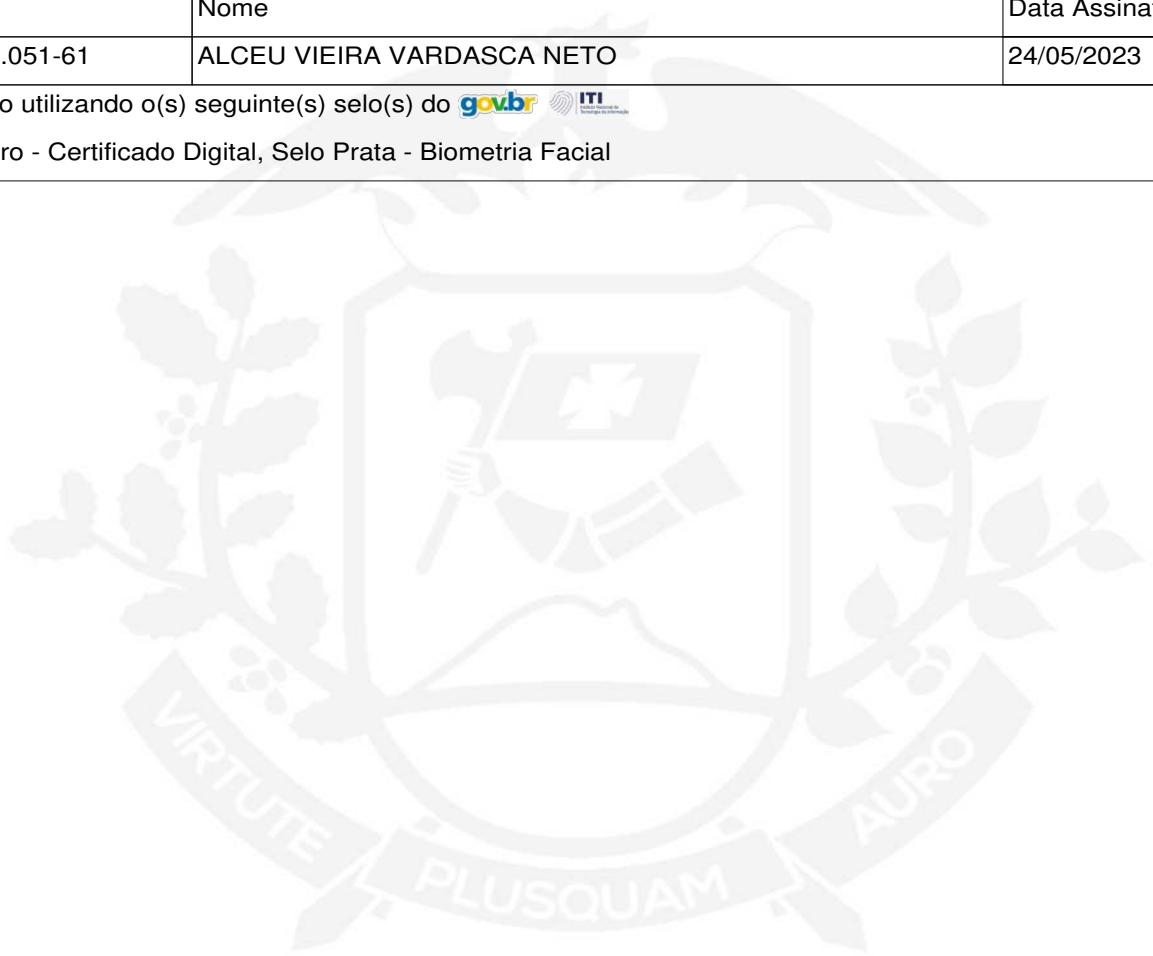 Nome Data Assina
.051-61 ALCEU VIEIRA VARDASCA NETO 24/05/2023
o utilizando o(s) seguinte(s) selo(s) do gov.br ITI
ro - Certificado Digital, Selo Prata - Biometria Facial
VIRTUTE
PLUSQUAM
AURO